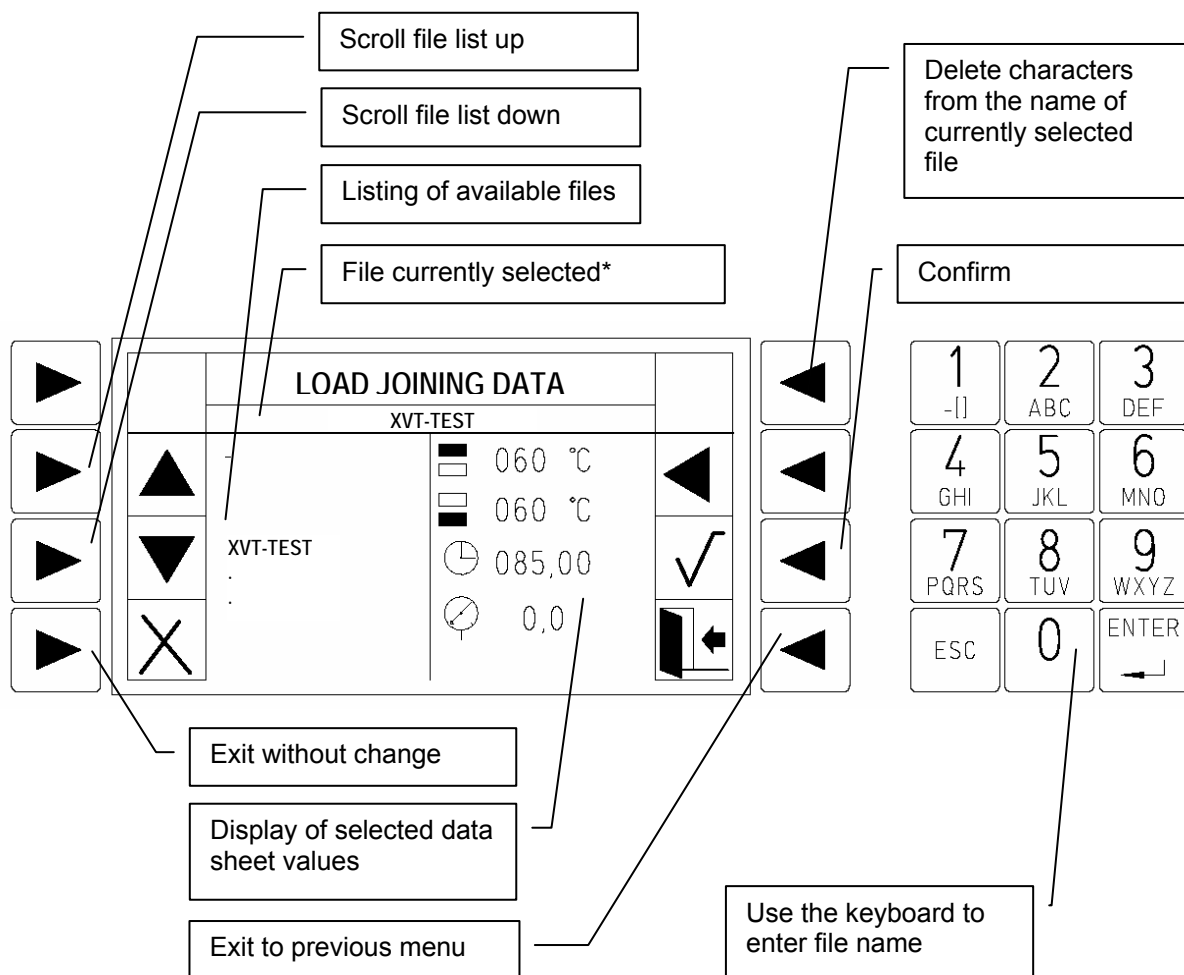 Scroll file list up
Scroll file list down
Listing of available files
File currently selected*
Delete characters
from the name of
currently selected
file
Confirm
LOAD JOINING DATA
XVT-TEST
060 °C
060 °C
XVT-TEST
085,00
0,0
1 2 3
-[] ABC DEF
4 5 6
GHI JKL MNO
7 8 9
PQRS TUV WXYZ
ESC 0 ENTER
Exit without change
Display of selected data
sheet values
Exit to previous menu
Use the keyboard to
enter file name